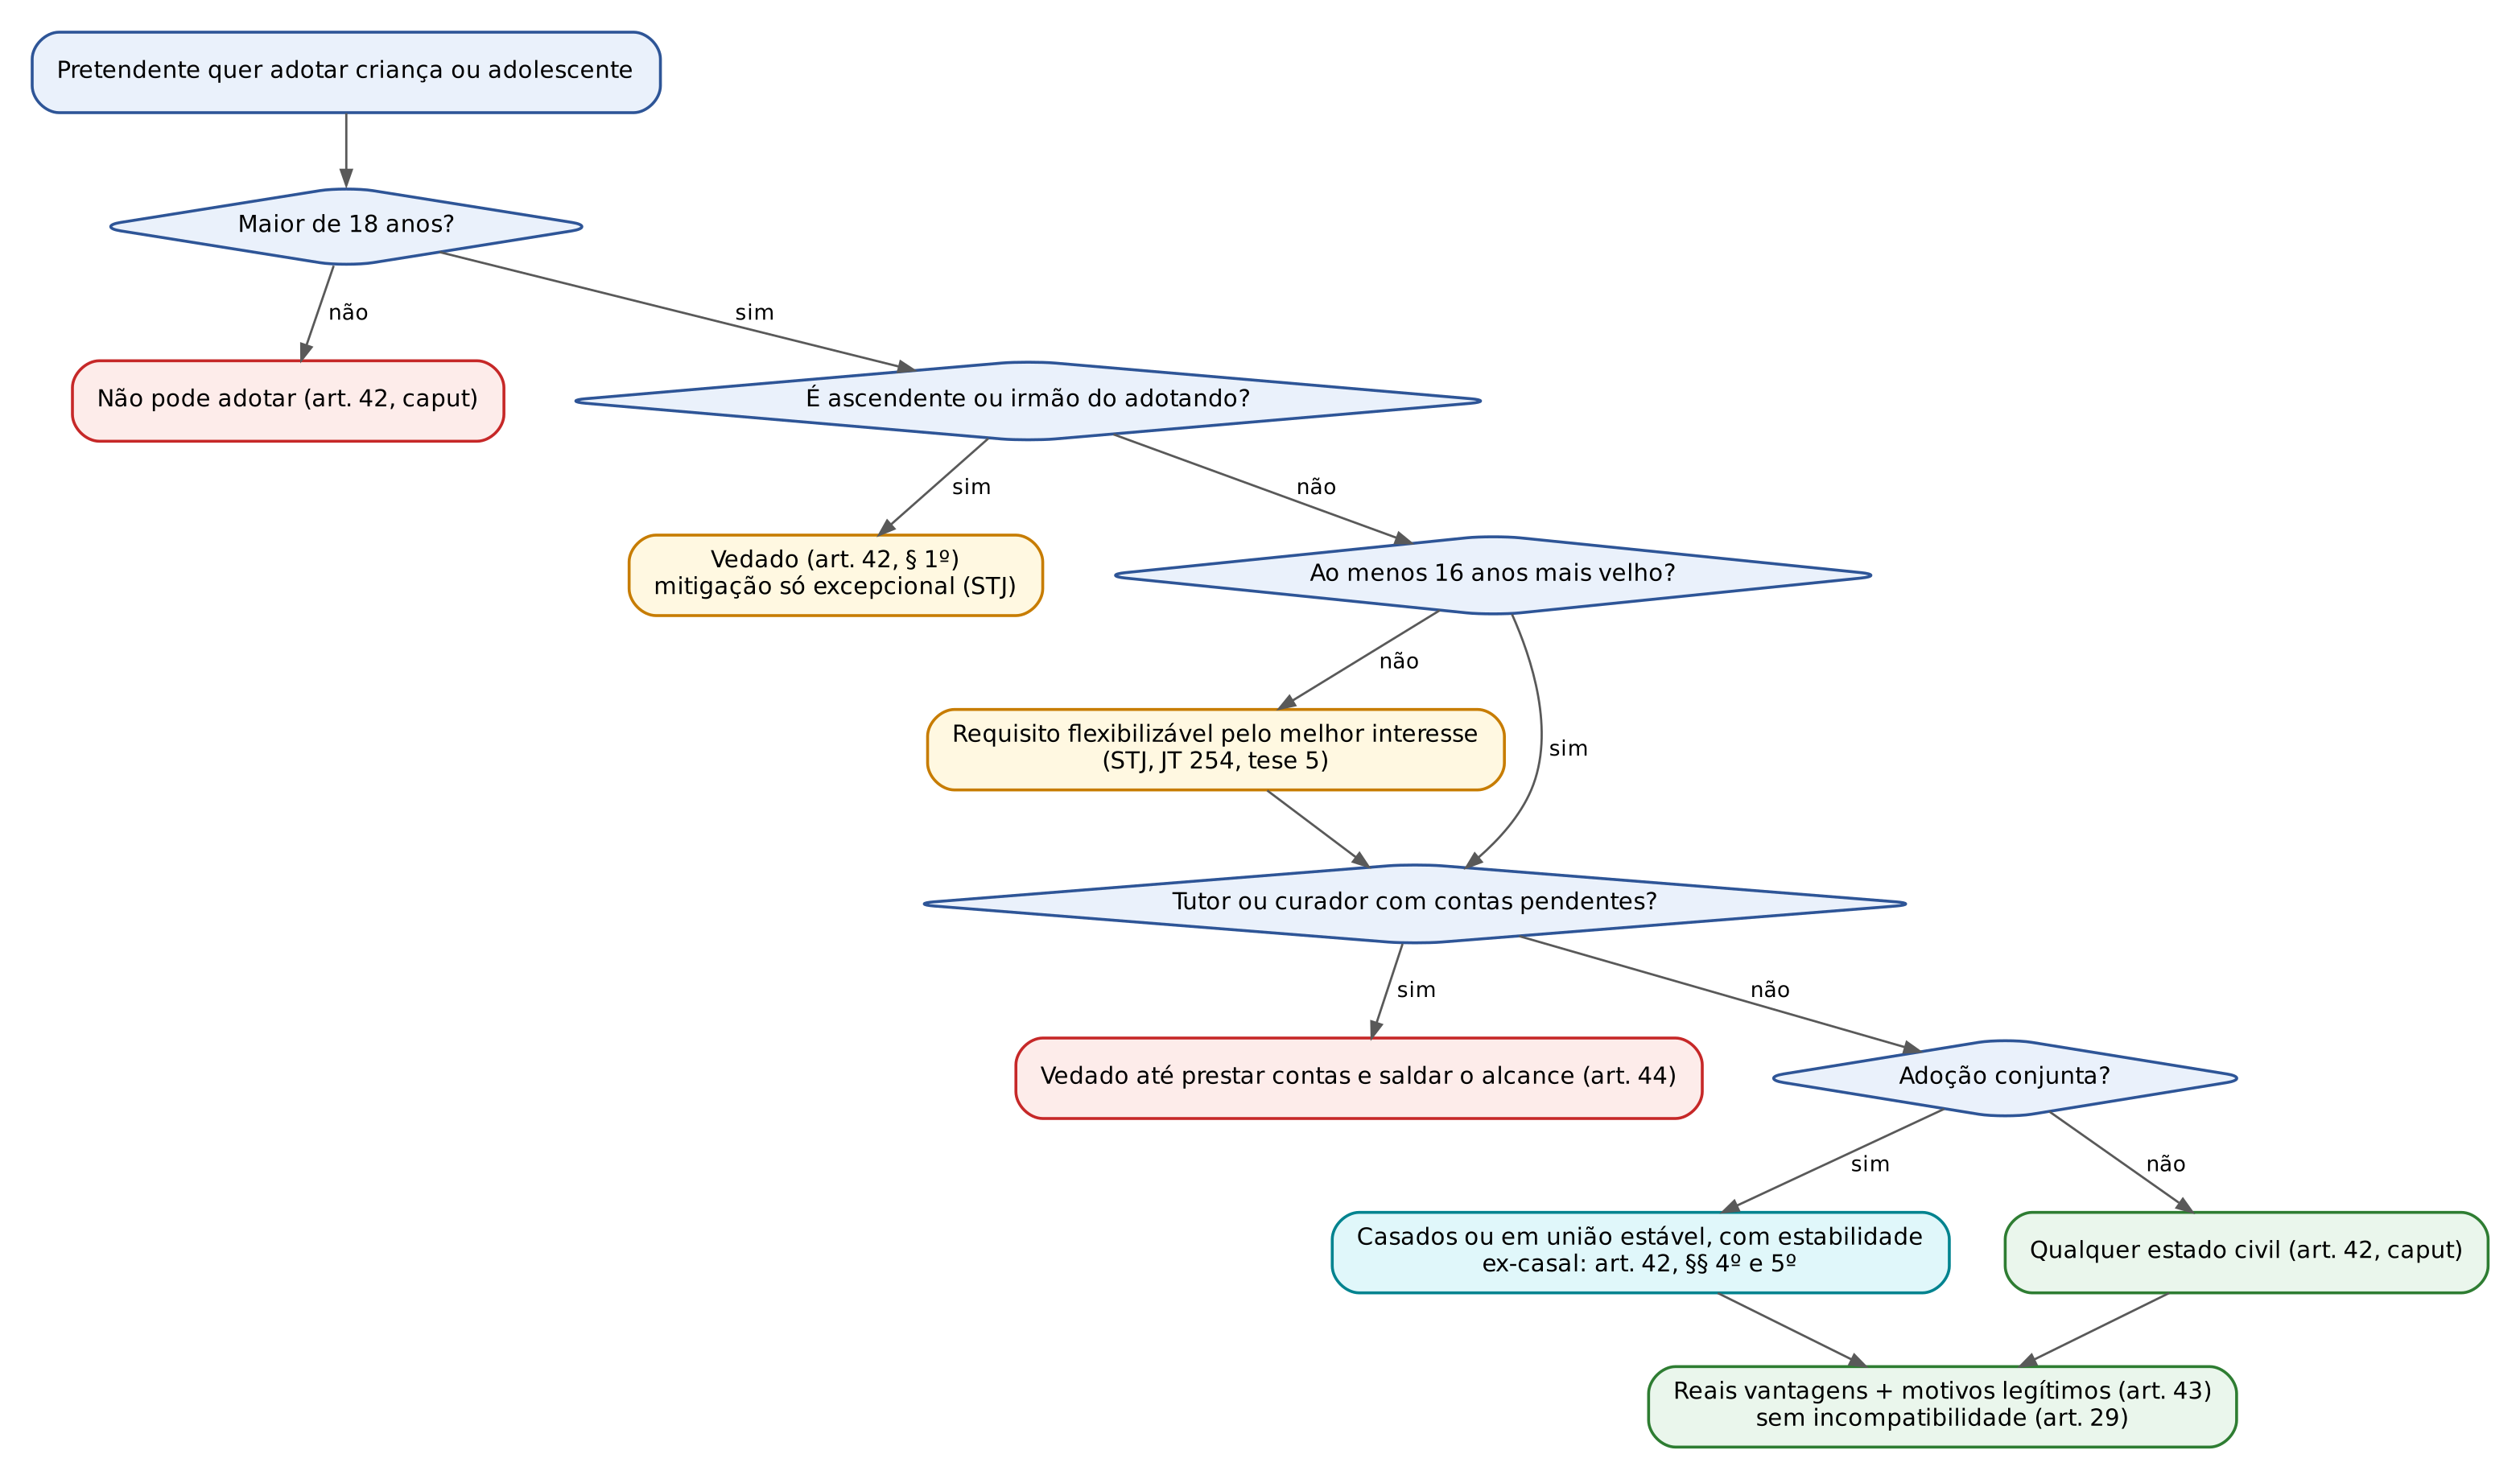 Pretendente quer adotar criança ou adolescente
Maior de 18 anos?
não
sim
Não pode adotar (art. 42, caput)
É ascendente ou irmão do adotando?
sim
não
Vedado (art. 42, § 1º)
mitigação só excepcional (STJ)
Ao menos 16 anos mais velho?
não
sim
Requisito flexibilizável pelo melhor interesse
(STJ, JT 254, tese 5)
Tutor ou curador com contas pendentes?
sim
não
Vedado até prestar contas e saldar o alcance (art. 44)
Adoção conjunta?
sim
não
Casados ou em união estável, com estabilidade
ex-casal: art. 42, §§ 4º e 5º
Qualquer estado civil (art. 42, caput)
Reais vantagens + motivos legítimos (art. 43)
sem incompatibilidade (art. 29)